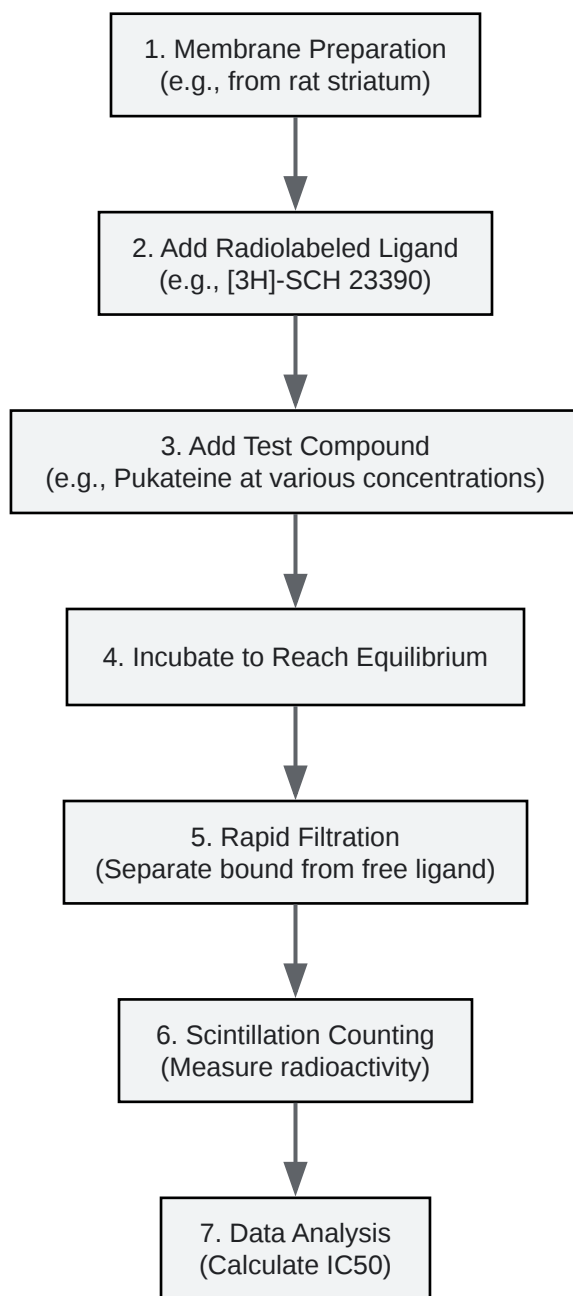 1. Membrane Preparation
(e.g., from rat striatum)
2. Add Radiolabeled Ligand
(e.g., [3H]-SCH 23390)
3. Add Test Compound
(e.g., Pukateine at various concentrations)
4. Incubate to Reach Equilibrium
5. Rapid Filtration
(Separate bound from free ligand)
6. Scintillation Counting
(Measure radioactivity)
7. Data Analysis
(Calculate IC50)